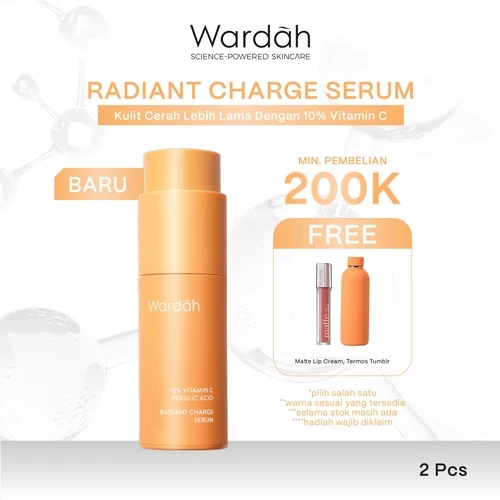 Wardah
SCIENCE-POWERED SKINCARE
RADIANT CHARGE SERUM
Kulit Cerah Lebih Lama Dengan 10% Vitamin C
BARU
MIN. PEMBELIAN
200K
FREE
Wardah
10% VITAMIN C
FERULIC ACID
RADIANT CHARGE
SERUM
matte
Matte Lip Cream, Termos Tumblr
*pilih salah satu
**warna sesuai yang tersedia
***selama stok masih ada
****hadiah wajib diklaim
2 Pcs